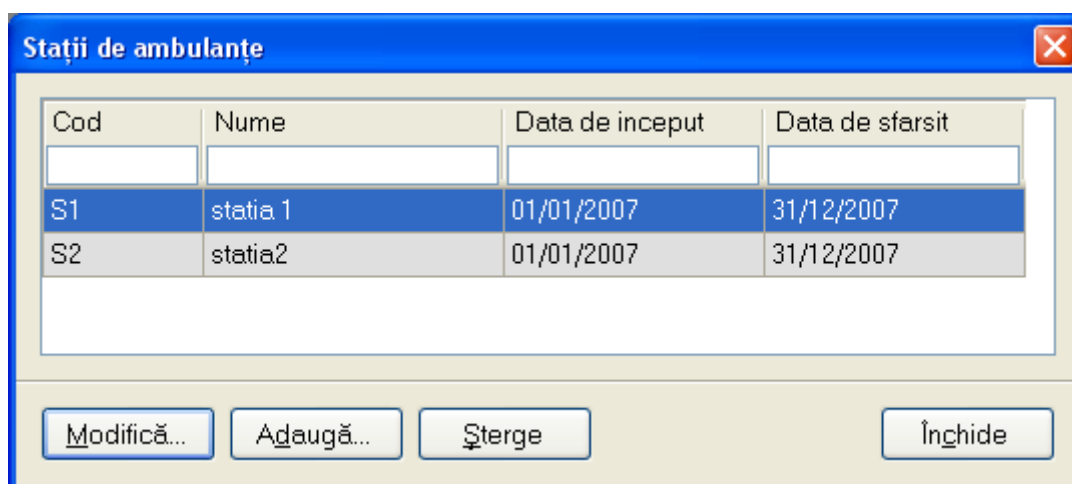 Stații de ambulanțe
Cod Nume Data de inceput Data de sfarsit
S1 statia 1 01/01/2007 31/12/2007
S2 statia2 01/01/2007 31/12/2007
Modifică... Adaugă... Şterge Închide